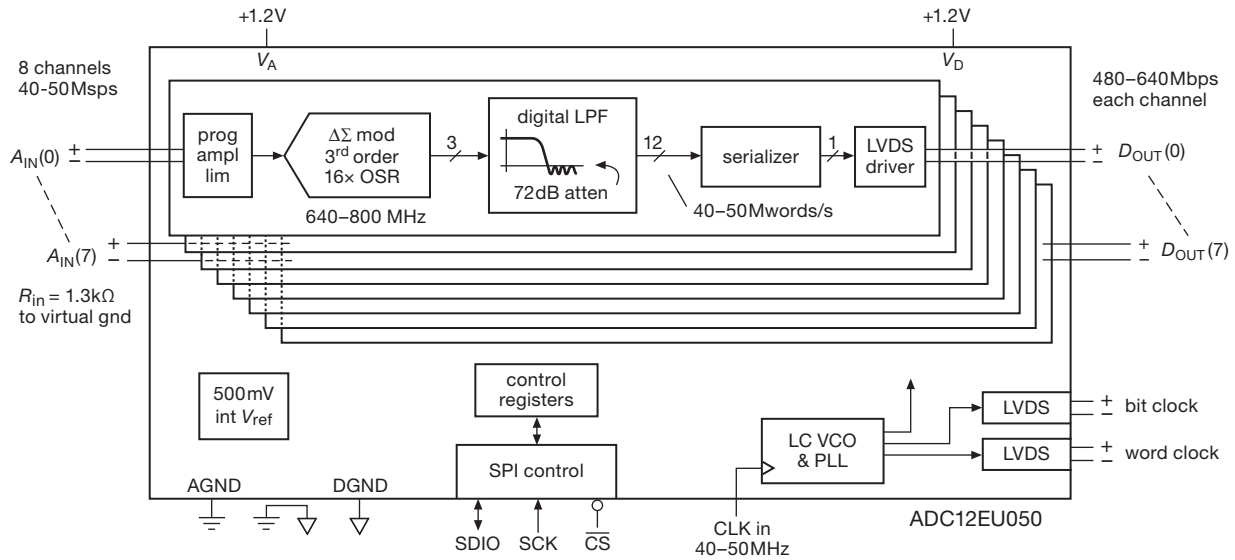 +1.2V
+1.2V
V_A
V_D
8 channels
40-50Msps
480–640Mbps
each channel
prog
ampl
lim
ΔΣ mod
3rd order
16× OSR
640–800 MHz
3
digital LPF
72dB atten
12
40–50Mwords/s
serializer
1
LVDS
driver
A_IN(0)
+
−
+
−
D_OUT(0)
A_IN(7)
+
−
+
−
D_OUT(7)
R_in = 1.3kΩ
to virtual gnd
500mV
int V_ref
control
registers
SPI control
LC VCO
& PLL
LVDS
+
−
bit clock
LVDS
+
−
word clock
AGND
DGND
SDIO
SCK
CS
CLK in
40–50MHz
ADC12EU050